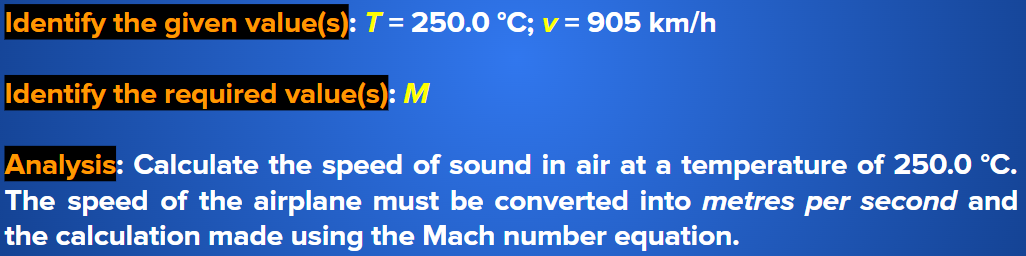 Identify the given value(s): T = 250.0 °C; v = 905 km/h
Identify the required value(s): M
Analysis: Calculate the speed of sound in air at a temperature of 250.0 °C.
The speed of the airplane must be converted into metres per second and
the calculation made using the Mach number equation.